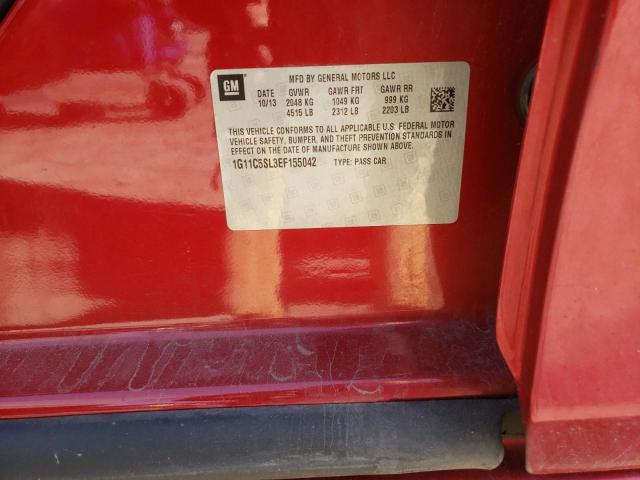 GM
MFD BY GENERAL MOTORS LLC
DATE GVWR GAWR FRT GAWR RR
10/13 2048 KG 1049 KG 999 KG
4515 LB 2312 LB 2203 LB
THIS VEHICLE CONFORMS TO ALL APPLICABLE U.S. FEDERAL MOTOR
VEHICLE SAFETY, BUMPER, AND THEFT PREVENTION STANDARDS IN
EFFECT ON THE DATE OF MANUFACTURE SHOWN ABOVE.
1G11C5SL3EF155042 TYPE: PASS CAR